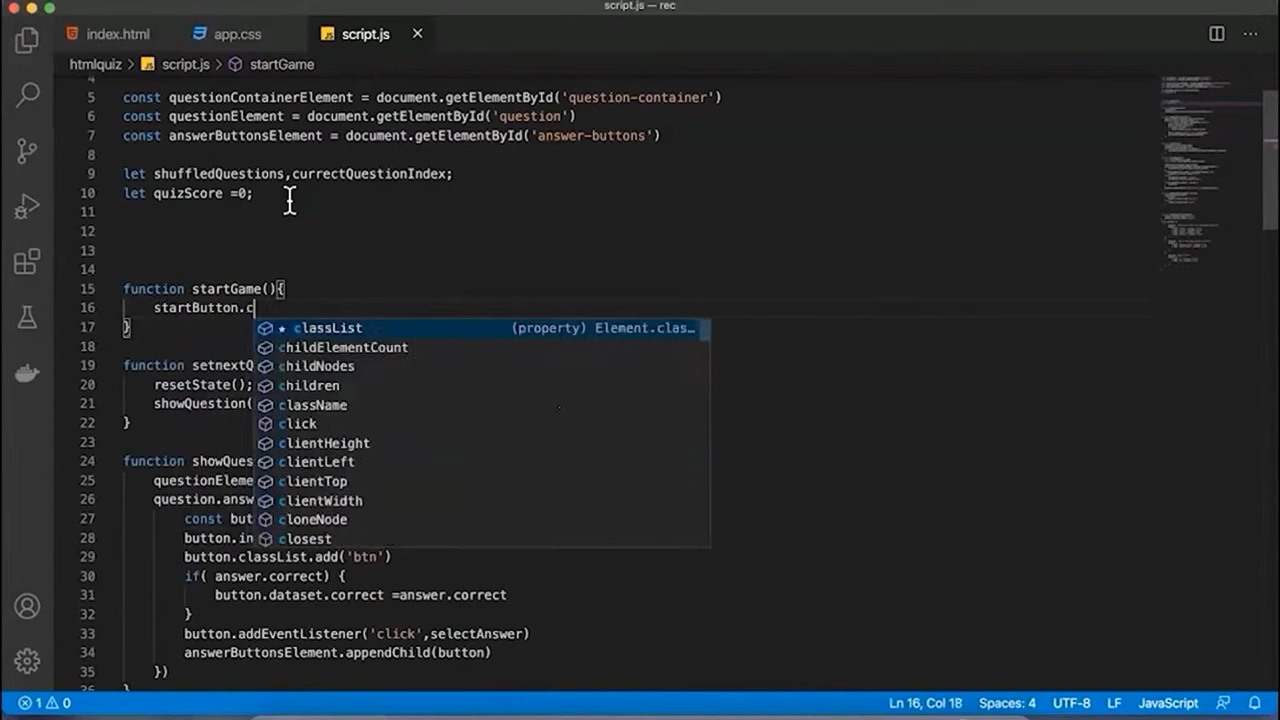 script.js — rec
index.html app.css script.js
htmlquiz > script.js > startGame
4
5 const questionContainerElement = document.getElementById('question-container')
6 const questionElement = document.getElementById('question')
7 const answerButtonsElement = document.getElementById('answer-buttons')
8
9 let shuffledQuestions,currectQuestionIndex;
10 let quizScore =0;
11
12
13
14
15 function startGame(){
16 startButton.c
17 }
classList (property) Element.clas…
childElementCount
childNodes
children
className
click
clientHeight
clientLeft
clientTop
clientWidth
cloneNode
closest
18
19 function setnextQ
20 resetState();
21 showQuestion(
22 }
23
24 function showQues
25 questionEleme
26 question.answ
27 const but
28 button.in
29 button.classList.add('btn')
30 if( answer.correct) {
31 button.dataset.correct =answer.correct
32 }
33 button.addEventListener('click',selectAnswer)
34 answerButtonsElement.appendChild(button)
35 })
36 }
1 0 Ln 16, Col 18 Spaces: 4 UTF-8 LF JavaScript